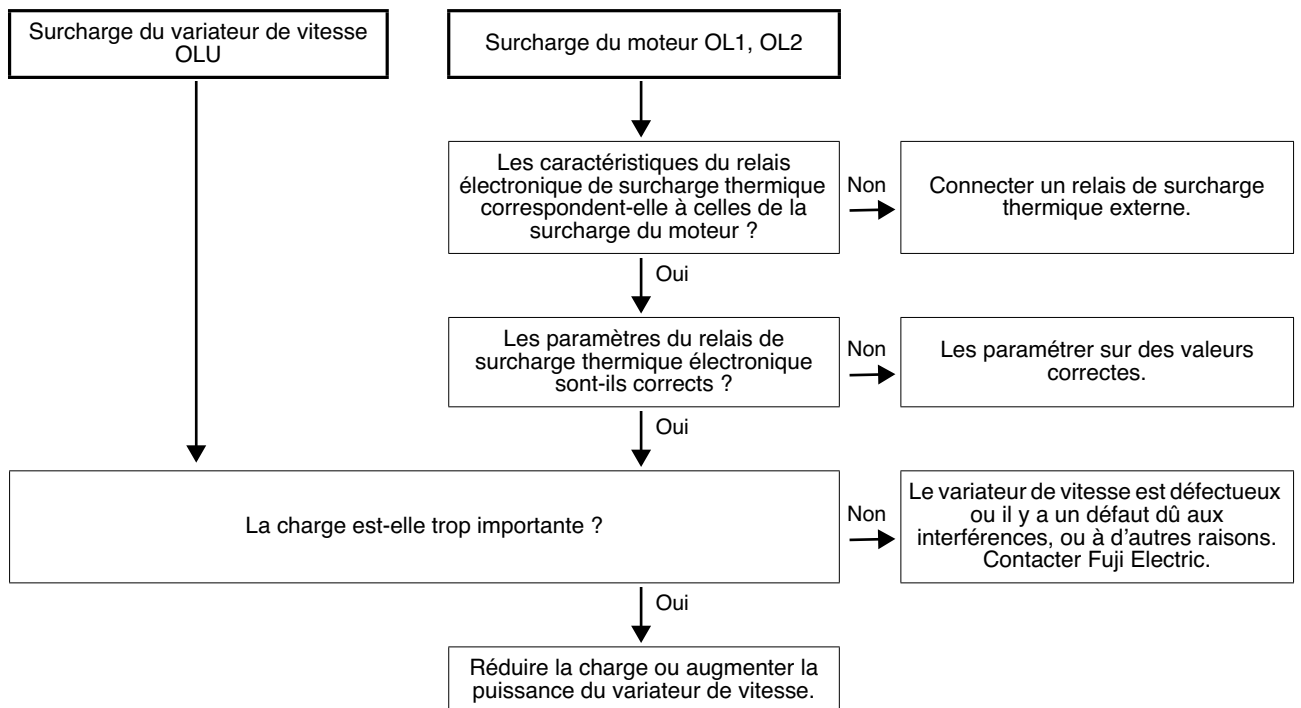 Surcharge du variateur de vitesse
OLU
Surcharge du moteur OL1, OL2
Les caractéristiques du relais
électronique de surcharge thermique
correspondent-elle à celles de la
surcharge du moteur ?
Non
Connecter un relais de surcharge
thermique externe.
Oui
Les paramètres du relais de
surcharge thermique électronique
sont-ils corrects ?
Non
Les paramétrer sur des valeurs
correctes.
Oui
La charge est-elle trop importante ?
Non
Le variateur de vitesse est défectueux
ou il y a un défaut dû aux
interférences, ou à d'autres raisons.
Contacter Fuji Electric.
Oui
Réduire la charge ou augmenter la
puissance du variateur de vitesse.